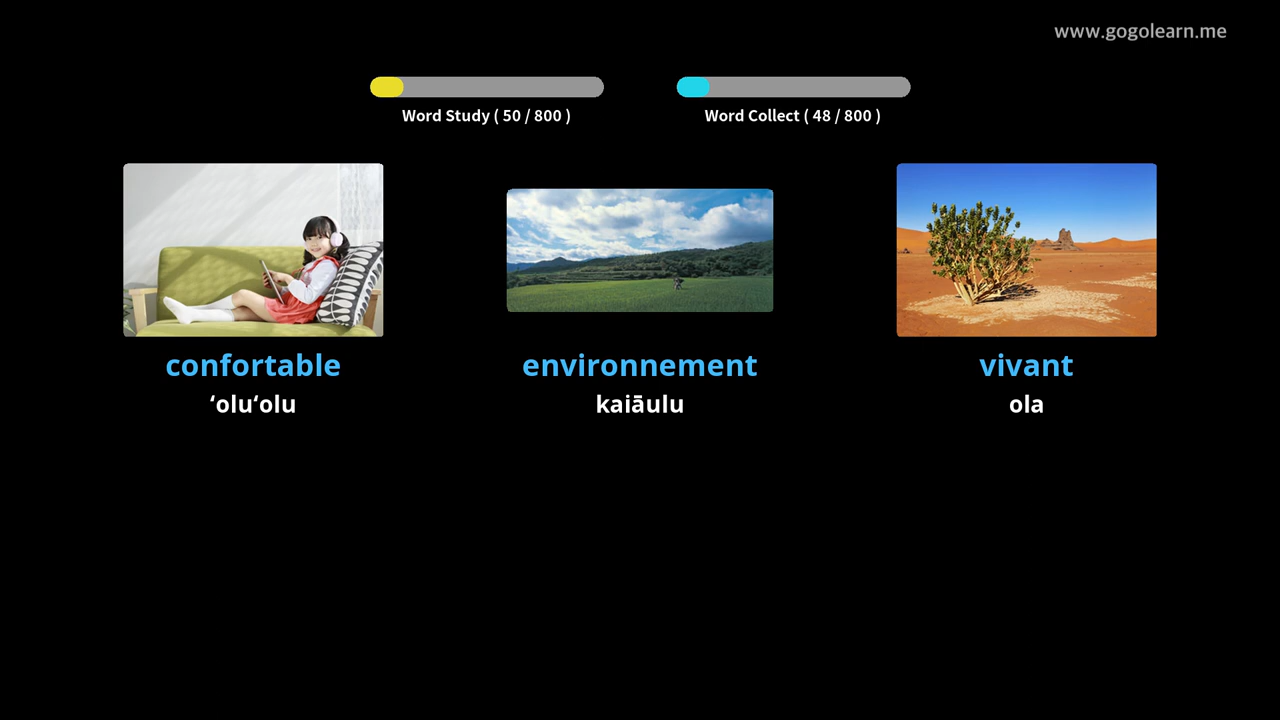 www.gogolearn.me
Word Study ( 50 / 800 )
Word Collect ( 48 / 800 )
confortable
ʻoluʻolu
environnement
kaiāulu
vivant
ola